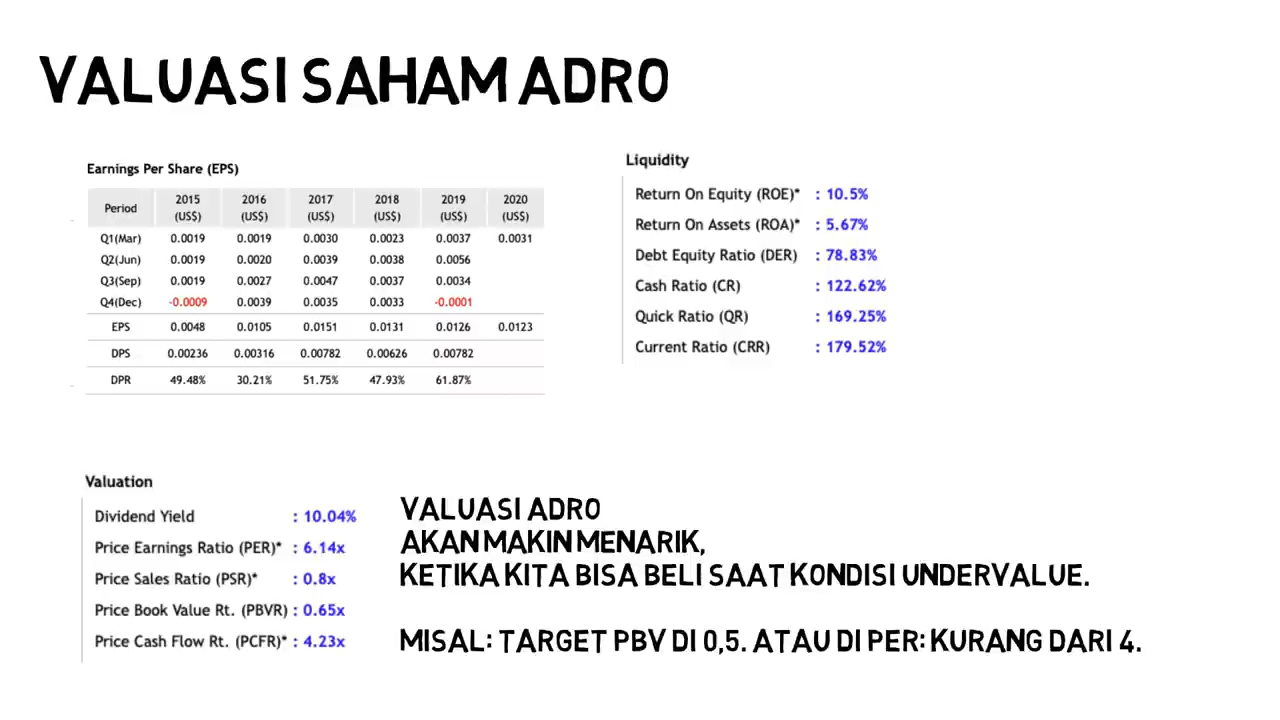 VALUASI SAHAM ADRO
Earnings Per Share (EPS)
Period 2015 (US$) 2016 (US$) 2017 (US$) 2018 (US$) 2019 (US$) 2020 (US$)
Q1(Mar) 0.0019 0.0019 0.0030 0.0023 0.0037 0.0031
Q2(Jun) 0.0019 0.0020 0.0039 0.0038 0.0056
Q3(Sep) 0.0019 0.0027 0.0047 0.0037 0.0034
Q4(Dec) -0.0009 0.0039 0.0035 0.0033 -0.0001
EPS 0.0048 0.0105 0.0151 0.0131 0.0126 0.0123
DPS 0.00236 0.00316 0.00782 0.00626 0.00782
DPR 49.48% 30.21% 51.75% 47.93% 61.87%
Liquidity
Return On Equity (ROE)* : 10.5%
Return On Assets (ROA)* : 5.67%
Debt Equity Ratio (DER) : 78.83%
Cash Ratio (CR) : 122.62%
Quick Ratio (QR) : 169.25%
Current Ratio (CRR) : 179.52%
Valuation
Dividend Yield : 10.04%
Price Earnings Ratio (PER)* : 6.14x
Price Sales Ratio (PSR)* : 0.8x
Price Book Value Rt. (PBVR) : 0.65x
Price Cash Flow Rt. (PCFR)* : 4.23x
VALUASI ADRO
AKAN MAKIN MENARIK,
KETIKA KITA BISA BELI SAAT KONDISI UNDERVALUE.
MISAL: TARGET PBV DI 0,5. ATAU DI PER: KURANG DARI 4.